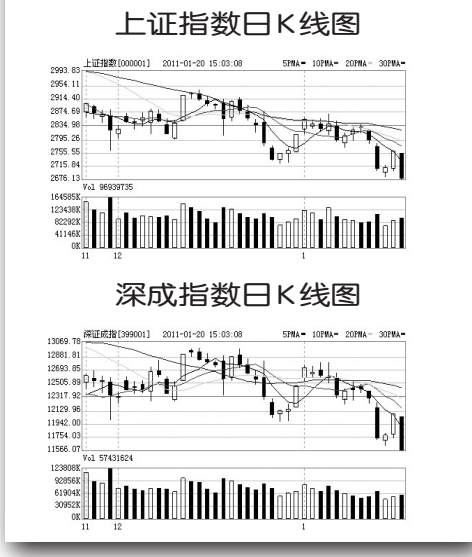 上证指数日K线图
上证指数[000001] 2011-01-20 15:03:08 5PMA 10PMA 20PMA 30PMA
2993.83
2954.11
2914.40
2874.69
2834.98
2795.26
2755.55
2715.84
2676.13
Vol 96939735
164585K
123438K
82292K
41146K
0K
11 12 1
深成指数日K线图
深证成指[399001] 2011-01-20 15:03:08 5PMA 10PMA 20PMA 30PMA
13069.78
12881.81
12693.85
12505.89
12317.92
12129.96
11942.00
11754.03
11566.07
Vol 57431624
123808K
92856K
61904K
30952K
0K
11 12 1